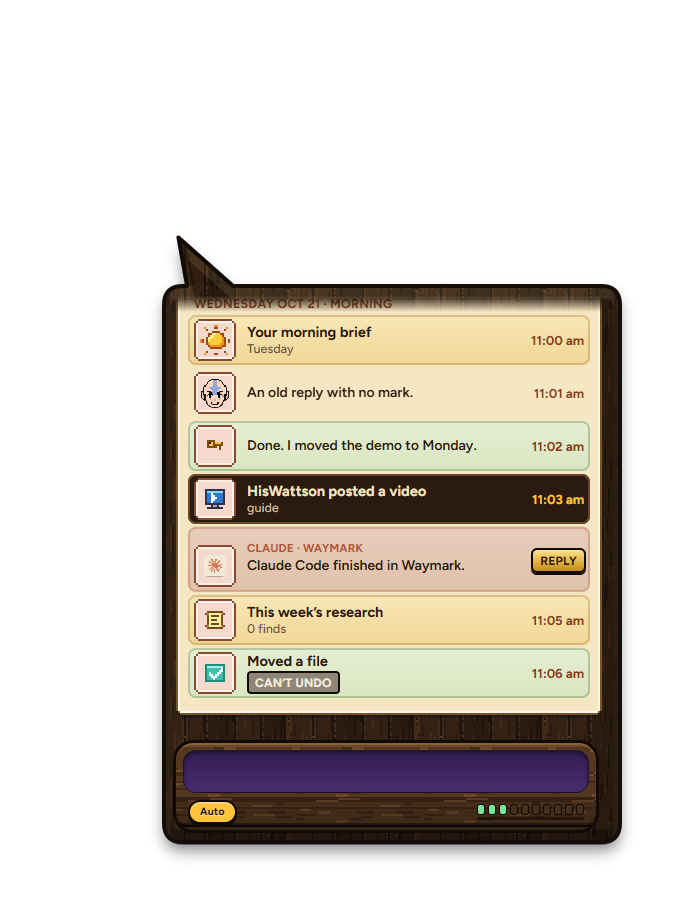 WEDNESDAY OCT 21 · MORNING
Your morning brief
Tuesday
11:00 am
An old reply with no mark.
11:01 am
Done. I moved the demo to Monday.
11:02 am
HisWattson posted a video
guide
11:03 am
CLAUDE · WAYMARK
Claude Code finished in Waymark.
REPLY
This week’s research
0 finds
11:05 am
Moved a file
CAN’T UNDO
11:06 am
Auto